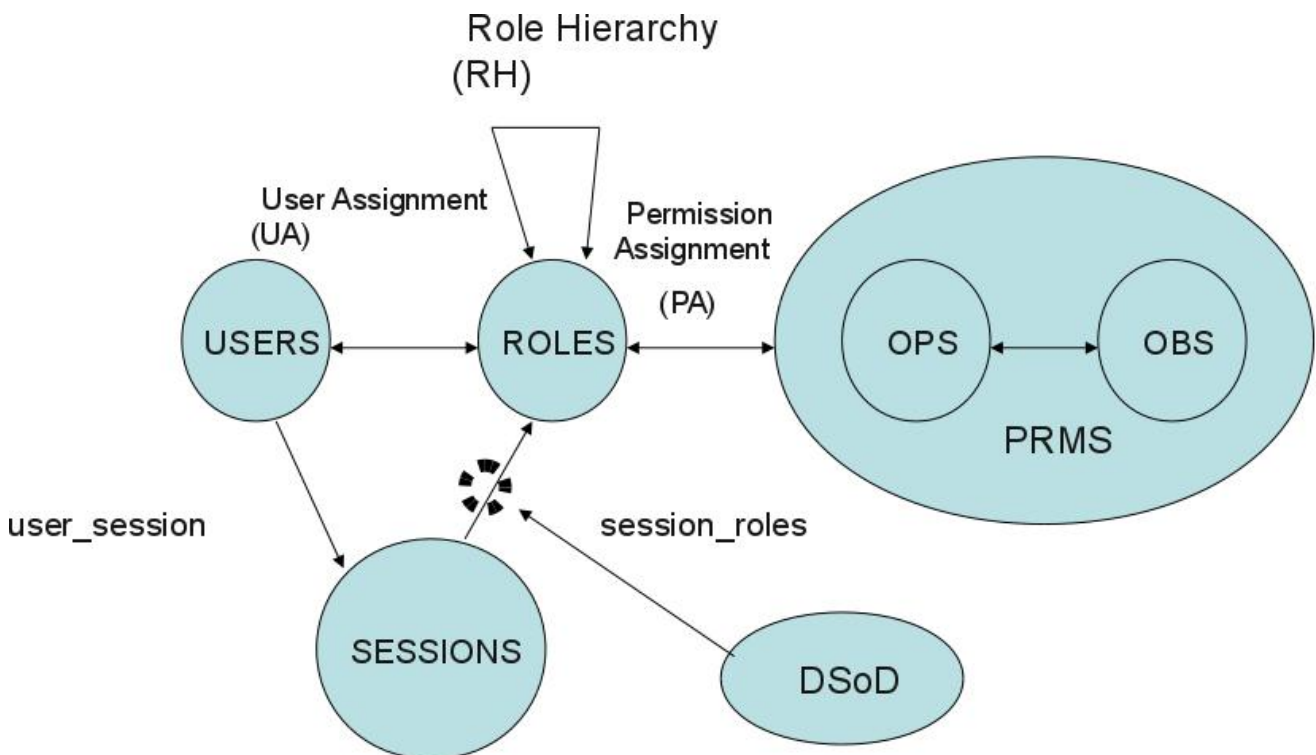 Role Hierarchy
(RH)
User Assignment
(UA)
Permission
Assignment
(PA)
USERS
ROLES
OPS
OBS
PRMS
user_session
session_roles
SESSIONS
DSoD